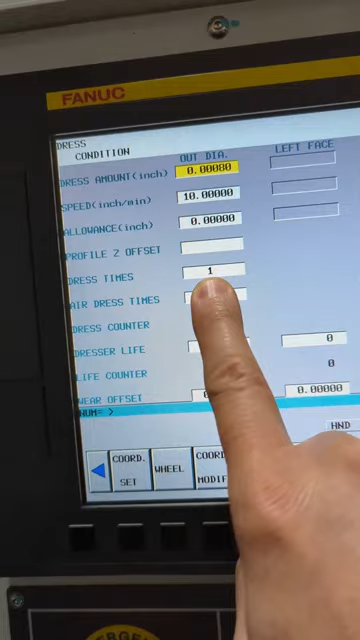 FANUC
DRESS
CONDITION
OUT DIA.
LEFT FACE
DRESS AMOUNT(inch) 0.00080
SPEED(inch/min) 10.00000
ALLOWANCE(inch) 0.00000
PROFILE Z OFFSET
DRESS TIMES 1
AIR DRESS TIMES
DRESS COUNTER
DRESSER LIFE 0
LIFE COUNTER 0
WEAR OFFSET 0.00000
NUM= >
HND
COORD. SET
WHEEL